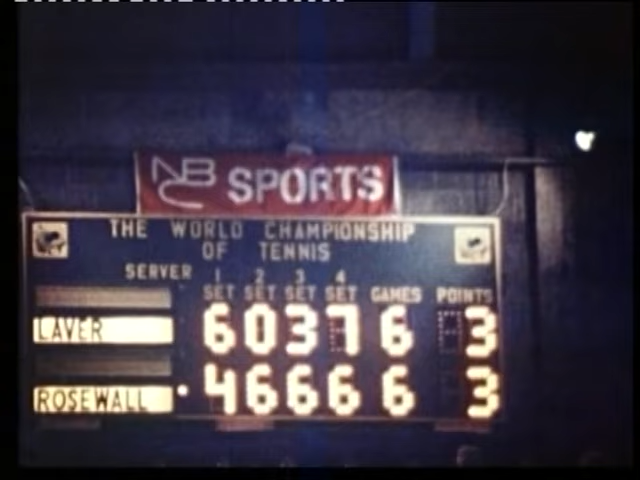 NBC SPORTS
THE WORLD CHAMPIONSHIP
OF TENNIS
SERVER 1 2 3 4
SET SET SET SET GAMES POINTS
LAVER 6 0 3 7 6 3
ROSEWALL 4 6 6 6 6 3